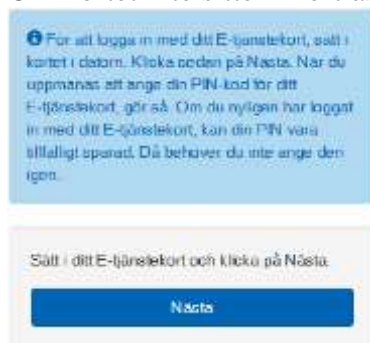 För att logga in med ditt E-tjänstekort, sätt i
kortet i datorn. Klicka sedan på Nästa. När du
uppmanas att ange din PIN-kod för ditt
E-tjänstekort, gör så. Om du nyligen har loggat
in med ditt E-tjänstekort, kan din PIN vara
tillfälligt sparad. Då behöver du inte ange den
igen.
Sätt i ditt E-tjänstekort och klicka på Nästa.
Nästa